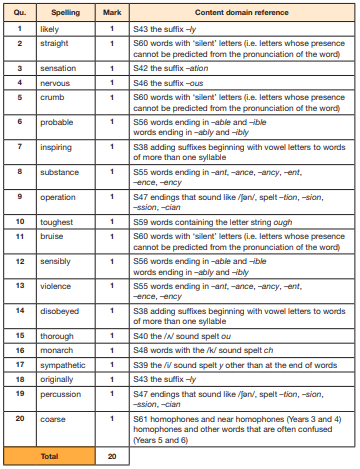 Qu. Spelling Mark Content domain reference
1 likely 1 S43 the suffix –ly
2 straight 1 S60 words with 'silent' letters (i.e. letters whose presence
cannot be predicted from the pronunciation of the word)
3 sensation 1 S42 the suffix –ation
4 nervous 1 S46 the suffix –ous
5 crumb 1 S60 words with 'silent' letters (i.e. letters whose presence
cannot be predicted from the pronunciation of the word)
6 probable 1 S56 words ending in –able and –ible
words ending in –ably and –ibly
7 inspiring 1 S38 adding suffixes beginning with vowel letters to words
of more than one syllable
8 substance 1 S55 words ending in –ant, –ance, –ancy, –ent,
–ence, –ency
9 operation 1 S47 endings that sound like /ʃən/, spelt –tion, –sion,
–ssion, –cian
10 toughest 1 S59 words containing the letter string ough
11 bruise 1 S60 words with 'silent' letters (i.e. letters whose presence
cannot be predicted from the pronunciation of the word)
12 sensibly 1 S56 words ending in –able and –ible
words ending in –ably and –ibly
13 violence 1 S55 words ending in –ant, –ance, –ancy, –ent,
–ence, –ency
14 disobeyed 1 S38 adding suffixes beginning with vowel letters to words
of more than one syllable
15 thorough 1 S40 the /ʌ/ sound spelt ou
16 monarch 1 S48 words with the /k/ sound spelt ch
17 sympathetic 1 S39 the /i/ sound spelt y other than at the end of words
18 originally 1 S43 the suffix –ly
19 percussion 1 S47 endings that sound like /ʃən/, spelt –tion, –sion,
–ssion, –cian
20 coarse 1 S61 homophones and near homophones (Years 3 and 4)
homophones and other words that are often confused
(Years 5 and 6)
Total 20